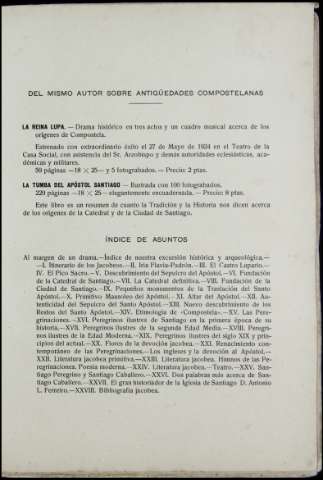 DEL MISMO AUTOR SOBRE ANTIGÜEDADES COMPOSTELANAS
LA REINA LUPA. — Drama histórico en tres actos y un cuadro musical acerca de los
orígenes de Compostela.
Estrenado con extraordinario éxito el 27 de Mayo de 1924 en el Teatro de la
Casa Social, con asistencia del Sr. Arzobispo y demás autoridades eclesiásticas, aca-
démicas y militares.
50 páginas —18 × 25— y 5 fotograbados. — Precio: 2 ptas.
LA TUMBA DEL APÓSTOL SANTIAGO — Ilustrada con 100 fotograbados.
220 páginas —18 × 25— elegantemente encuadernada. — Precio: 8 ptas.
Este libro es un resumen de cuanto la Tradición y la Historia nos dicen acerca
de los orígenes de la Catedral y de la Ciudad de Santiago.
ÍNDICE DE ASUNTOS
Al margen de un drama.—Índice de nuestra excursión histórica y arqueológica.—
—I. Itinerario de los Jacobeos.—II. Iria Flavia-Padrón.—III. El Castro Lupario.—
IV. El Pico Sacro.—V. Descubrimiento del Sepulcro del Apóstol.—VI. Fundación
de la Catedral de Santiago.—VII. La Catedral definitiva.—VIII. Fundación de la
Ciudad de Santiago.—IX. Pequeños monumentos de la Traslación del Santo
Apóstol.—X. Primitivo Mausoleo del Apóstol.—XI. Altar del Apóstol.—XII. Au-
tenticidad del Sepulcro del Santo Apóstol.—XIII. Nuevo descubrimiento de los
Restos del Santo Apóstol.—XIV. Etimología de «Compostela».—XV. Las Pere-
grinaciones.—XVI. Peregrinos ilustres de Santiago en la primera época de su
historia.—XVII. Peregrinos ilustres de la segunda Edad Media.—XVIII. Peregri-
nos ilustres de la Edad Moderna.—XIX. Peregrinos ilustres del siglo XIX y prin-
cipios del actual.—XX. Flores de la devoción jacobea.—XXI. Renacimiento con-
temporáneo de las Peregrinaciones.—Los ingleses y la devoción al Apóstol.—
XXII. Literatura jacobea primitiva.—XXIII. Literatura jacobea. Himnos de las Pe-
regrinaciones. Poesía moderna.—XXIV. Literatura jacobea.—Teatro.—XXV. San-
tiago Peregrino y Santiago Caballero.—XXVI. Dos palabras más acerca de San-
tiago Caballero.—XXVII. El gran historiador de la Iglesia de Santiago D. Antonio
L. Ferreiro.—XXVIII. Bibliografía jacobea.